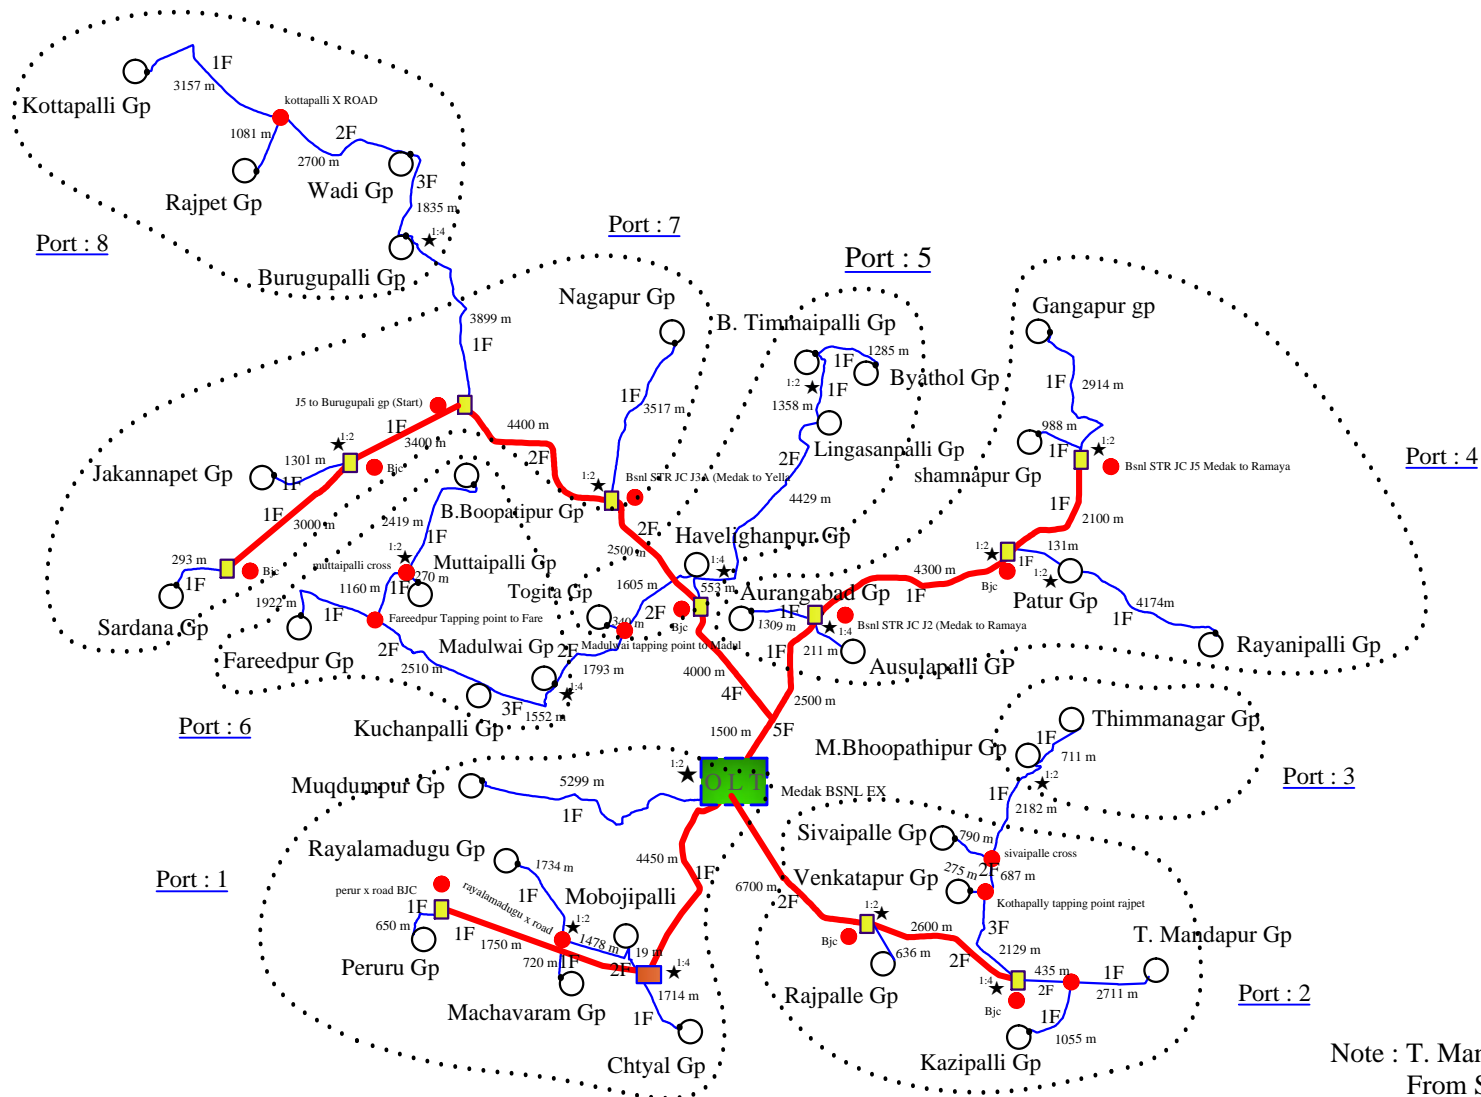 1F
3157 m
Kottapalli Gp
kottapalli X ROAD
1081 m
2F
2700 m
Rajpet Gp
Wadi Gp
3F
1835 m
1:4
Port : 8
Burugupalli Gp
3899 m
1F
Port : 7
Nagapur Gp
1F
3517 m
Port : 5
B. Timmaipalli Gp
1285 m
1F
Byathol Gp
1:2
1F
1358 m
Lingasanpalli Gp
2F
4429 m
Gangapur gp
1F
2914 m
988 m
1F
1:2
shamnapur Gp
Bsnl STR JC J5 Medak to Ramaya
Port : 4
1F
2100 m
J5 to Burugupali gp (Start)
1F
3400 m
4400 m
2F
1:2
Jakannapet Gp
1301 m
1F
Bjc
1:2
Bsnl STR JC J3A (Medak to Yella
B.Boopatipur Gp
1F
3000 m
2419 m
1F
2F
2500 m
Havelighanpur Gp
1:4
293 m
1F
Bjc
Sardana Gp
1:2
muttaipalli cross
Muttaipalli Gp
270 m
1160 m
1F
1922 m
1F
Fareedpur Tapping point to Fare
Fareedpur Gp
Togita Gp
1605 m
2F
553 m
Bjc
340 m
Madulwai tapping point to Madul
Madulwai Gp
2F
1793 m
1:4
2F
2510 m
3F
1552 m
Kuchanpalli Gp
Port : 6
4000 m
4F
Aurangabad Gp
1F
1309 m
Bsnl STR JC J2 (Medak to Ramaya
1:4
1F
211 m
Ausulapalli GP
4300 m
1F
1:2
Bjc
1F
131m
1:2
Patur Gp
4174m
1F
Rayanipalli Gp
2500 m
5F
1500 m
1:2
OLT
Medak BSNL EX
Muqdumpur Gp
5299 m
1F
Thimmanagar Gp
M.Bhoopathipur Gp
1F
711 m
1:2
1F
2182 m
Port : 3
Sivaipalle Gp
790 m
sivaipalle cross
2F
687 m
275 m
Venkatapur Gp
Kothapally tapping point rajpet
3F
2129 m
Rayalamadugu Gp
1734 m
1F
4450 m
1F
Port : 1
perur x road BJC
1F
650 m
Peruru Gp
1F
1750 m
rayalamadugu x road
1:2
1478 m
720 m
1F
Machavaram Gp
Mobojipalli
19 m
2F
1:4
1714 m
1F
Chtyal Gp
6700 m
2F
1:2
Bjc
636 m
Rajpalle Gp
2600 m
2F
1:4
Bjc
435 m
2F
T. Mandapur Gp
1F
2711 m
1F
1055 m
Kazipalli Gp
Port : 2
Note : T. Mar
From S